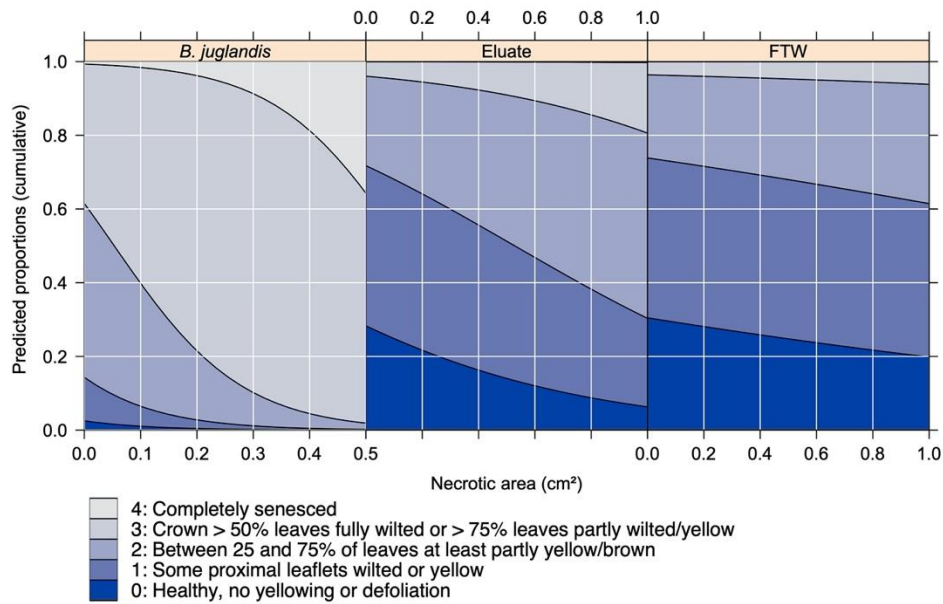 0.0 0.2 0.4 0.6 0.8 1.0
B. juglandis Eluate FTW
1.0
0.8
0.6
0.4
0.2
0.0
Predicted proportions (cumulative)
0.0 0.1 0.2 0.3 0.4 0.5 0.0 0.2 0.4 0.6 0.8 1.0
Necrotic area (cm²)
4: Completely senesced
3: Crown > 50% leaves fully wilted or > 75% leaves partly wilted/yellow
2: Between 25 and 75% of leaves at least partly yellow/brown
1: Some proximal leaflets wilted or yellow
0: Healthy, no yellowing or defoliation